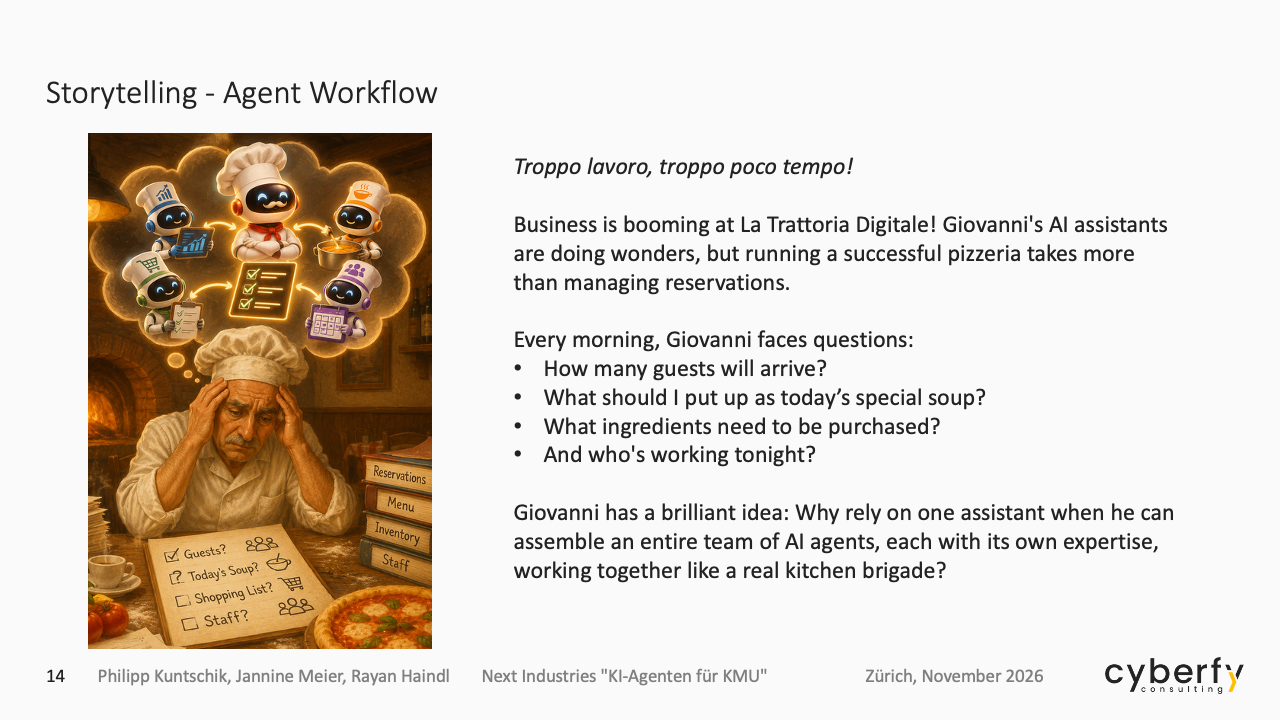 Storytelling - Agent Workflow
Troppo lavoro, troppo poco tempo!
Business is booming at La Trattoria Digitale! Giovanni's AI assistants
are doing wonders, but running a successful pizzeria takes more
than managing reservations.
Every morning, Giovanni faces questions:
• How many guests will arrive?
• What should I put up as today’s special soup?
• What ingredients need to be purchased?
• And who's working tonight?
Giovanni has a brilliant idea: Why rely on one assistant when he can
assemble an entire team of AI agents, each with its own expertise,
working together like a real kitchen brigade?
Reservations
Menu
Inventory
Staff
Guests?
? Today's Soup?
Shopping List?
Staff?
14 Philipp Kuntschik, Jannine Meier, Rayan Haindl Next Industries "KI-Agenten für KMU" Zürich, November 2026
cyberfy
consulting